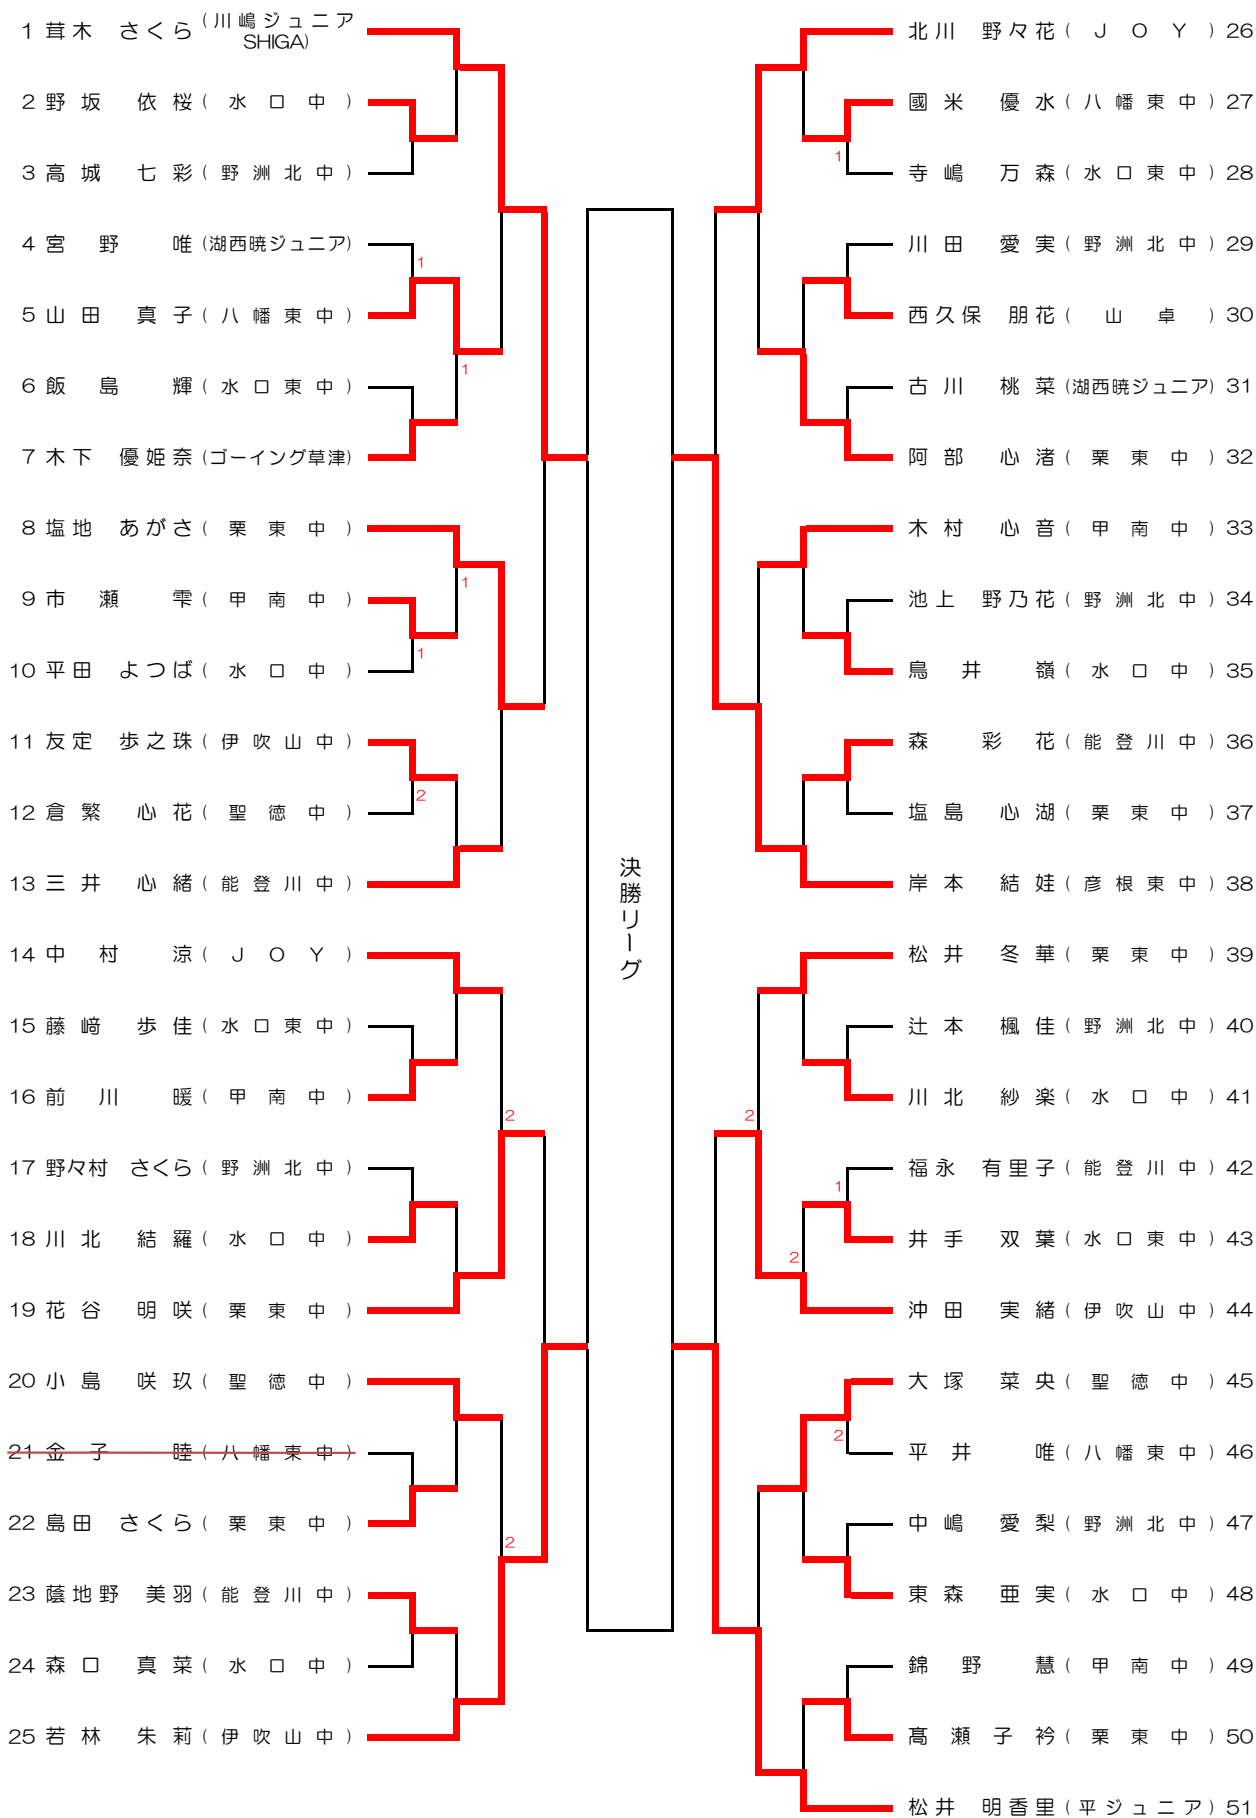 1 茸木 さくら (川嶋ジュニア
SHIGA)
2 野坂 依桜 (水口中)
3 高城 七彩 (野洲北中)
4 宮野 唯 (湖西暁ジュニア)
1
5 山田 真子 (八幡東中)
1
6 飯島 輝 (水口東中)
7 木下 優姫奈 (ゴーイング草津)
8 塩地 あがさ (栗東中)
1
9 市瀬 雫 (甲南中)
1
10 平田 よつば (水口中)
11 友定 歩之珠 (伊吹山中)
2
12 倉繁 心花 (聖徳中)
13 三井 心緒 (能登川中)
14 中村 涼 (JOY)
15 藤﨑 歩佳 (水口東中)
16 前川 暖 (甲南中)
2
17 野々村 さくら (野洲北中)
18 川北 結羅 (水口中)
19 花谷 明咲 (栗東中)
20 小島 咲玖 (聖徳中)
21 金子 睦 (八幡東中)
22 島田 さくら (栗東中)
2
23 蔭地野 美羽 (能登川中)
24 森口 真菜 (水口中)
25 若林 朱莉 (伊吹山中)
決勝リーグ
北川 野々花 (JOY) 26
國米 優水 (八幡東中) 27
1
寺嶋 万森 (水口東中) 28
川田 愛実 (野洲北中) 29
西久保 朋花 (山卓) 30
古川 桃菜 (湖西暁ジュニア) 31
阿部 心渚 (栗東中) 32
木村 心音 (甲南中) 33
池上 野乃花 (野洲北中) 34
鳥井 嶺 (水口中) 35
森 彩花 (能登川中) 36
塩島 心湖 (栗東中) 37
岸本 結娃 (彦根東中) 38
松井 冬華 (栗東中) 39
辻本 楓佳 (野洲北中) 40
川北 紗楽 (水口中) 41
2
福永 有里子 (能登川中) 42
1
井手 双葉 (水口東中) 43
2
沖田 実緒 (伊吹山中) 44
大塚 菜央 (聖徳中) 45
2
平井 唯 (八幡東中) 46
中嶋 愛梨 (野洲北中) 47
東森 亜実 (水口中) 48
錦野 慧 (甲南中) 49
髙瀬 子衿 (栗東中) 50
松井 明香里 (平ジュニア) 51